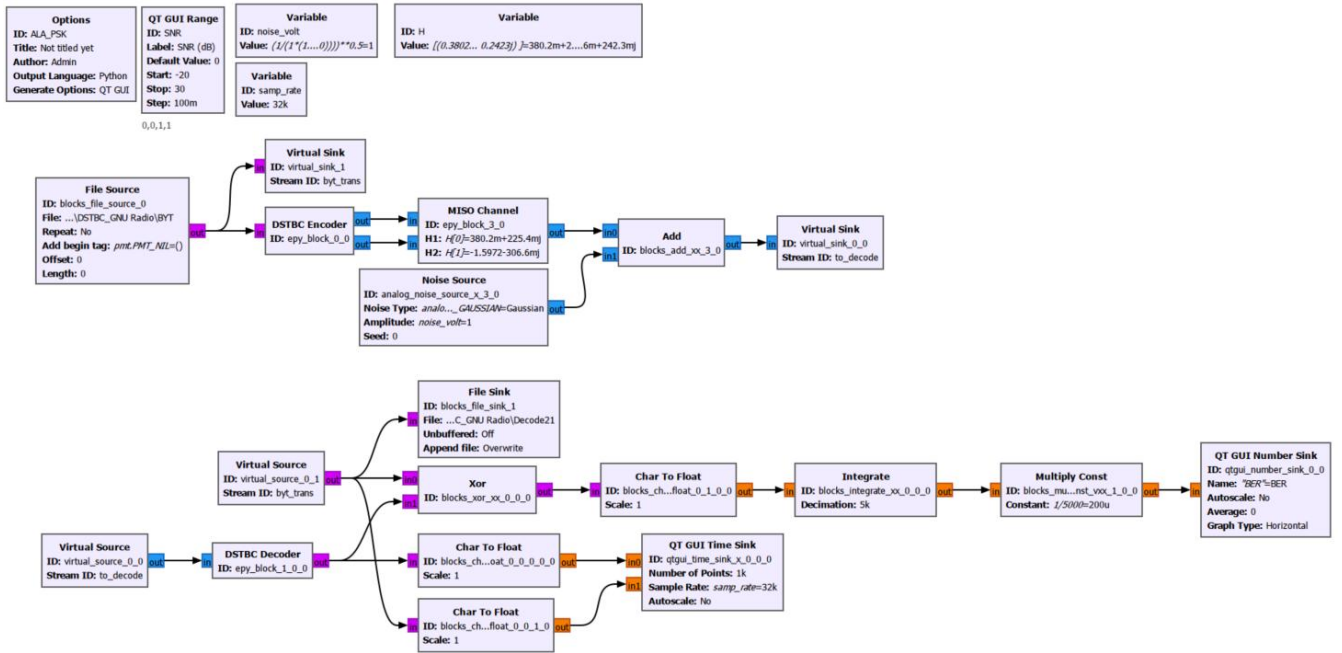 Options
ID: ALA_PSK
Title: Not titled yet
Author: Admin
Output Language: Python
Generate Options: QT GUI
QT GUI Range
ID: SNR
Label: SNR (dB)
Default Value: 0
Start: -20
Stop: 30
Step: 100m
0,0,1,1
Variable
ID: noise_volt
Value: (1/(1*(1....0))))**0.5=1
Variable
ID: samp_rate
Value: 32k
Variable
ID: H
Value: [(0.3802... 0.2423j) ]=380.2m+2....6m+242.3mj
File Source
ID: blocks_file_source_0
File: ...\DSTBC_GNU Radio\BYT
Repeat: No
Add begin tag: pmt.PMT_NIL=()
Offset: 0
Length: 0
out
Virtual Sink
in
ID: virtual_sink_1
Stream ID: byt_trans
in
DSTBC Encoder
ID: epy_block_0_0
out
out
MISO Channel
in
in
ID: epy_block_3_0
H1: H[0]=380.2m+225.4mj
H2: H[1]=-1.5972-306.6mj
out
Noise Source
ID: analog_noise_source_x_3_0
Noise Type: analo..._GAUSSIAN=Gaussian
Amplitude: noise_volt=1
Seed: 0
out
in0
in1
Add
ID: blocks_add_xx_3_0
out
in
Virtual Sink
ID: virtual_sink_0_0
Stream ID: to_decode
File Sink
in
ID: blocks_file_sink_1
File: ...C_GNU Radio\Decode21
Unbuffered: Off
Append file: Overwrite
Virtual Source
ID: virtual_source_0_1
Stream ID: byt_trans
out
in0
in1
Xor
ID: blocks_xor_xx_0_0_0
out
in
Char To Float
ID: blocks_ch...float_0_1_0_0
Scale: 1
out
in
Integrate
ID: blocks_integrate_xx_0_0_0
Decimation: 5k
out
in
Multiply Const
ID: blocks_mu...nst_vxx_1_0_0
Constant: 1/5000=200u
out
in
QT GUI Number Sink
ID: qtgui_number_sink_0_0
Name: "BER"=BER
Autoscale: No
Average: 0
Graph Type: Horizontal
Virtual Source
ID: virtual_source_0_0
Stream ID: to_decode
out
in
DSTBC Decoder
ID: epy_block_1_0_0
out
in
Char To Float
ID: blocks_ch...oat_0_0_0_0_0
Scale: 1
out
in
Char To Float
ID: blocks_ch...float_0_0_1_0
Scale: 1
out
in0
in1
QT GUI Time Sink
ID: qtgui_time_sink_x_0_0_0
Number of Points: 1k
Sample Rate: samp_rate=32k
Autoscale: No